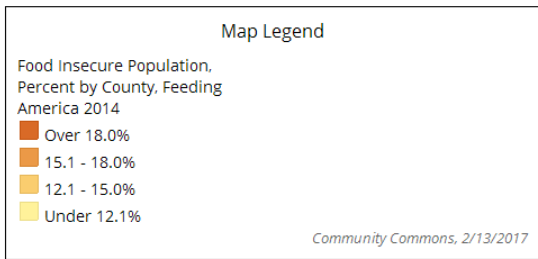 Map Legend
Food Insecure Population,
Percent by County, Feeding
America 2014
Over 18.0%
15.1 - 18.0%
12.1 - 15.0%
Under 12.1%
Community Commons, 2/13/2017